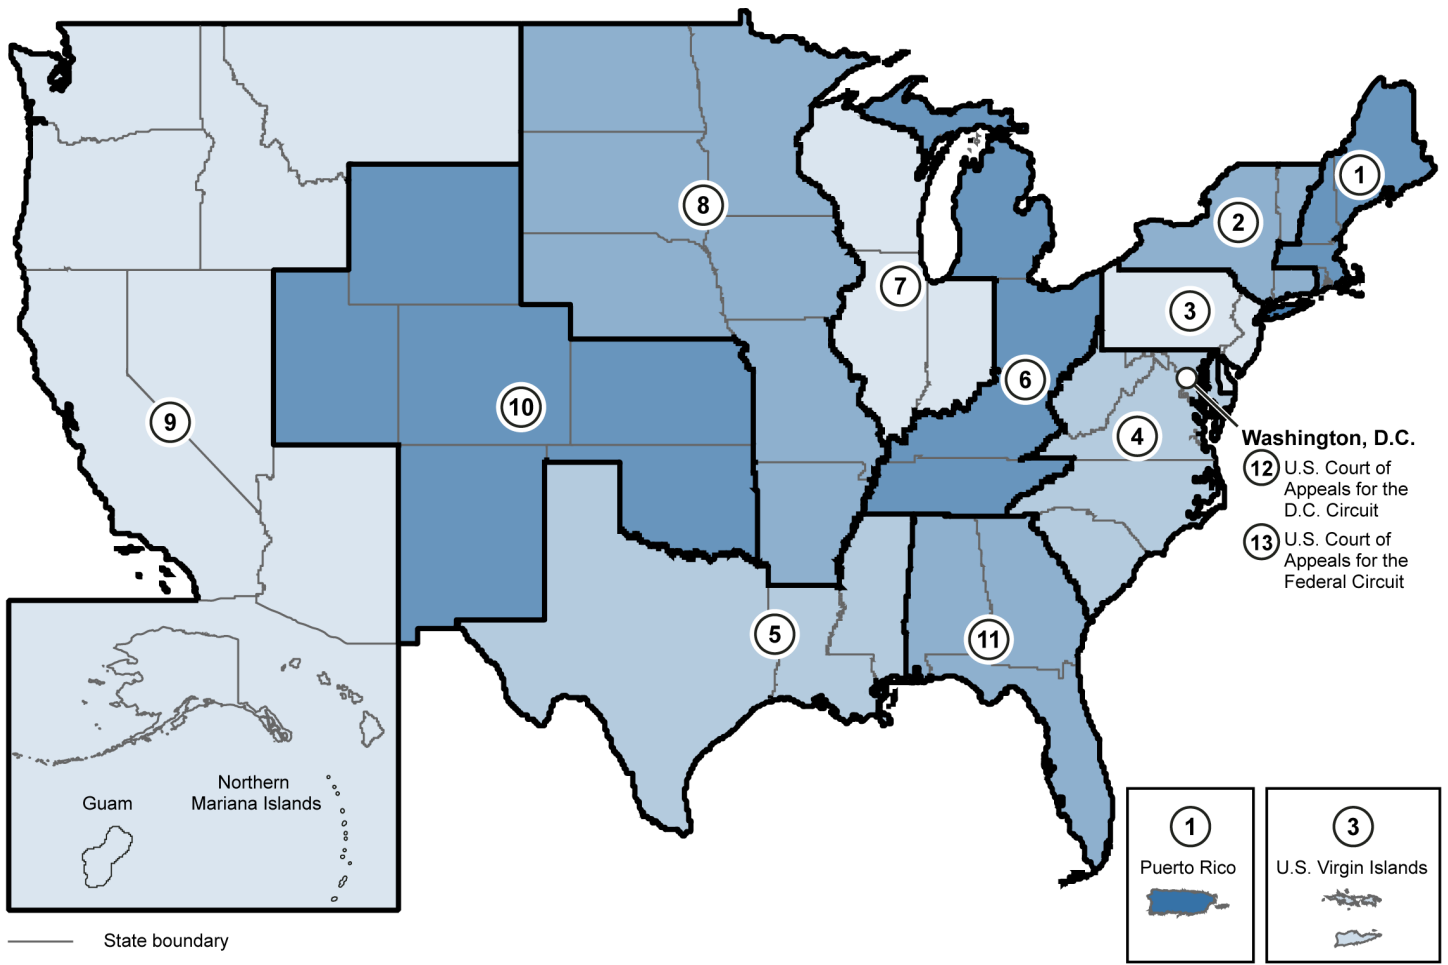 1
2
8
7
3
6
10
9
4
Washington, D.C.
12 U.S. Court of
Appeals for the
D.C. Circuit
13 U.S. Court of
Appeals for the
Federal Circuit
5
11
Northern
Mariana Islands
Guam
1
Puerto Rico
3
U.S. Virgin Islands
State boundary